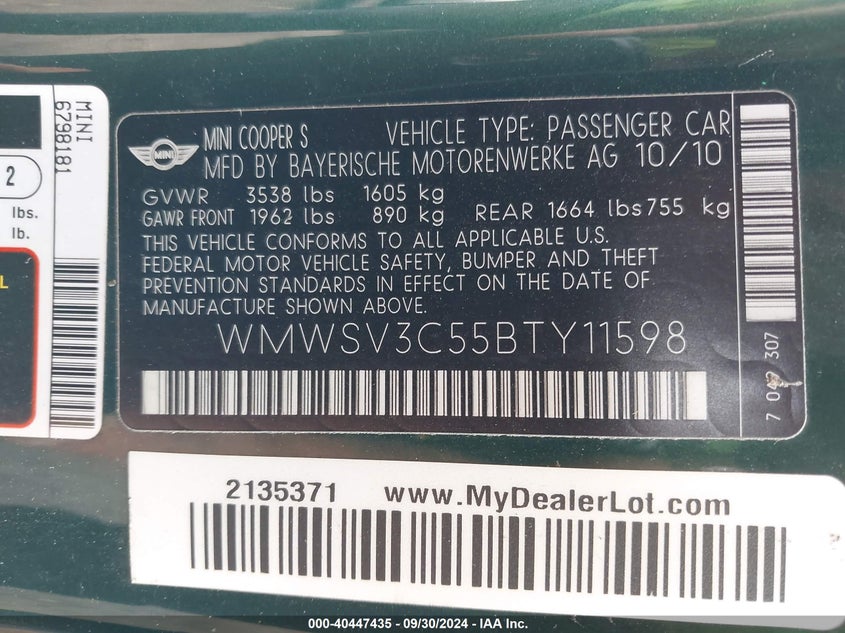 MINI
6798181
2
lbs.
lb.
L
MINI
MINI COOPER S VEHICLE TYPE: PASSENGER CAR
MFD BY BAYERISCHE MOTORENWERKE AG 10/10
GVWR 3538 lbs 1605 kg
GAWR FRONT 1962 lbs 890 kg REAR 1664 lbs 755 kg
THIS VEHICLE CONFORMS TO ALL APPLICABLE U.S.
FEDERAL MOTOR VEHICLE SAFETY, BUMPER AND THEFT
PREVENTION STANDARDS IN EFFECT ON THE DATE OF
MANUFACTURE SHOWN ABOVE.
WMWSV3C55BTY11598
2135371 www.MyDealerLot.com
000-40447435 - 09/30/2024 - IAA Inc.